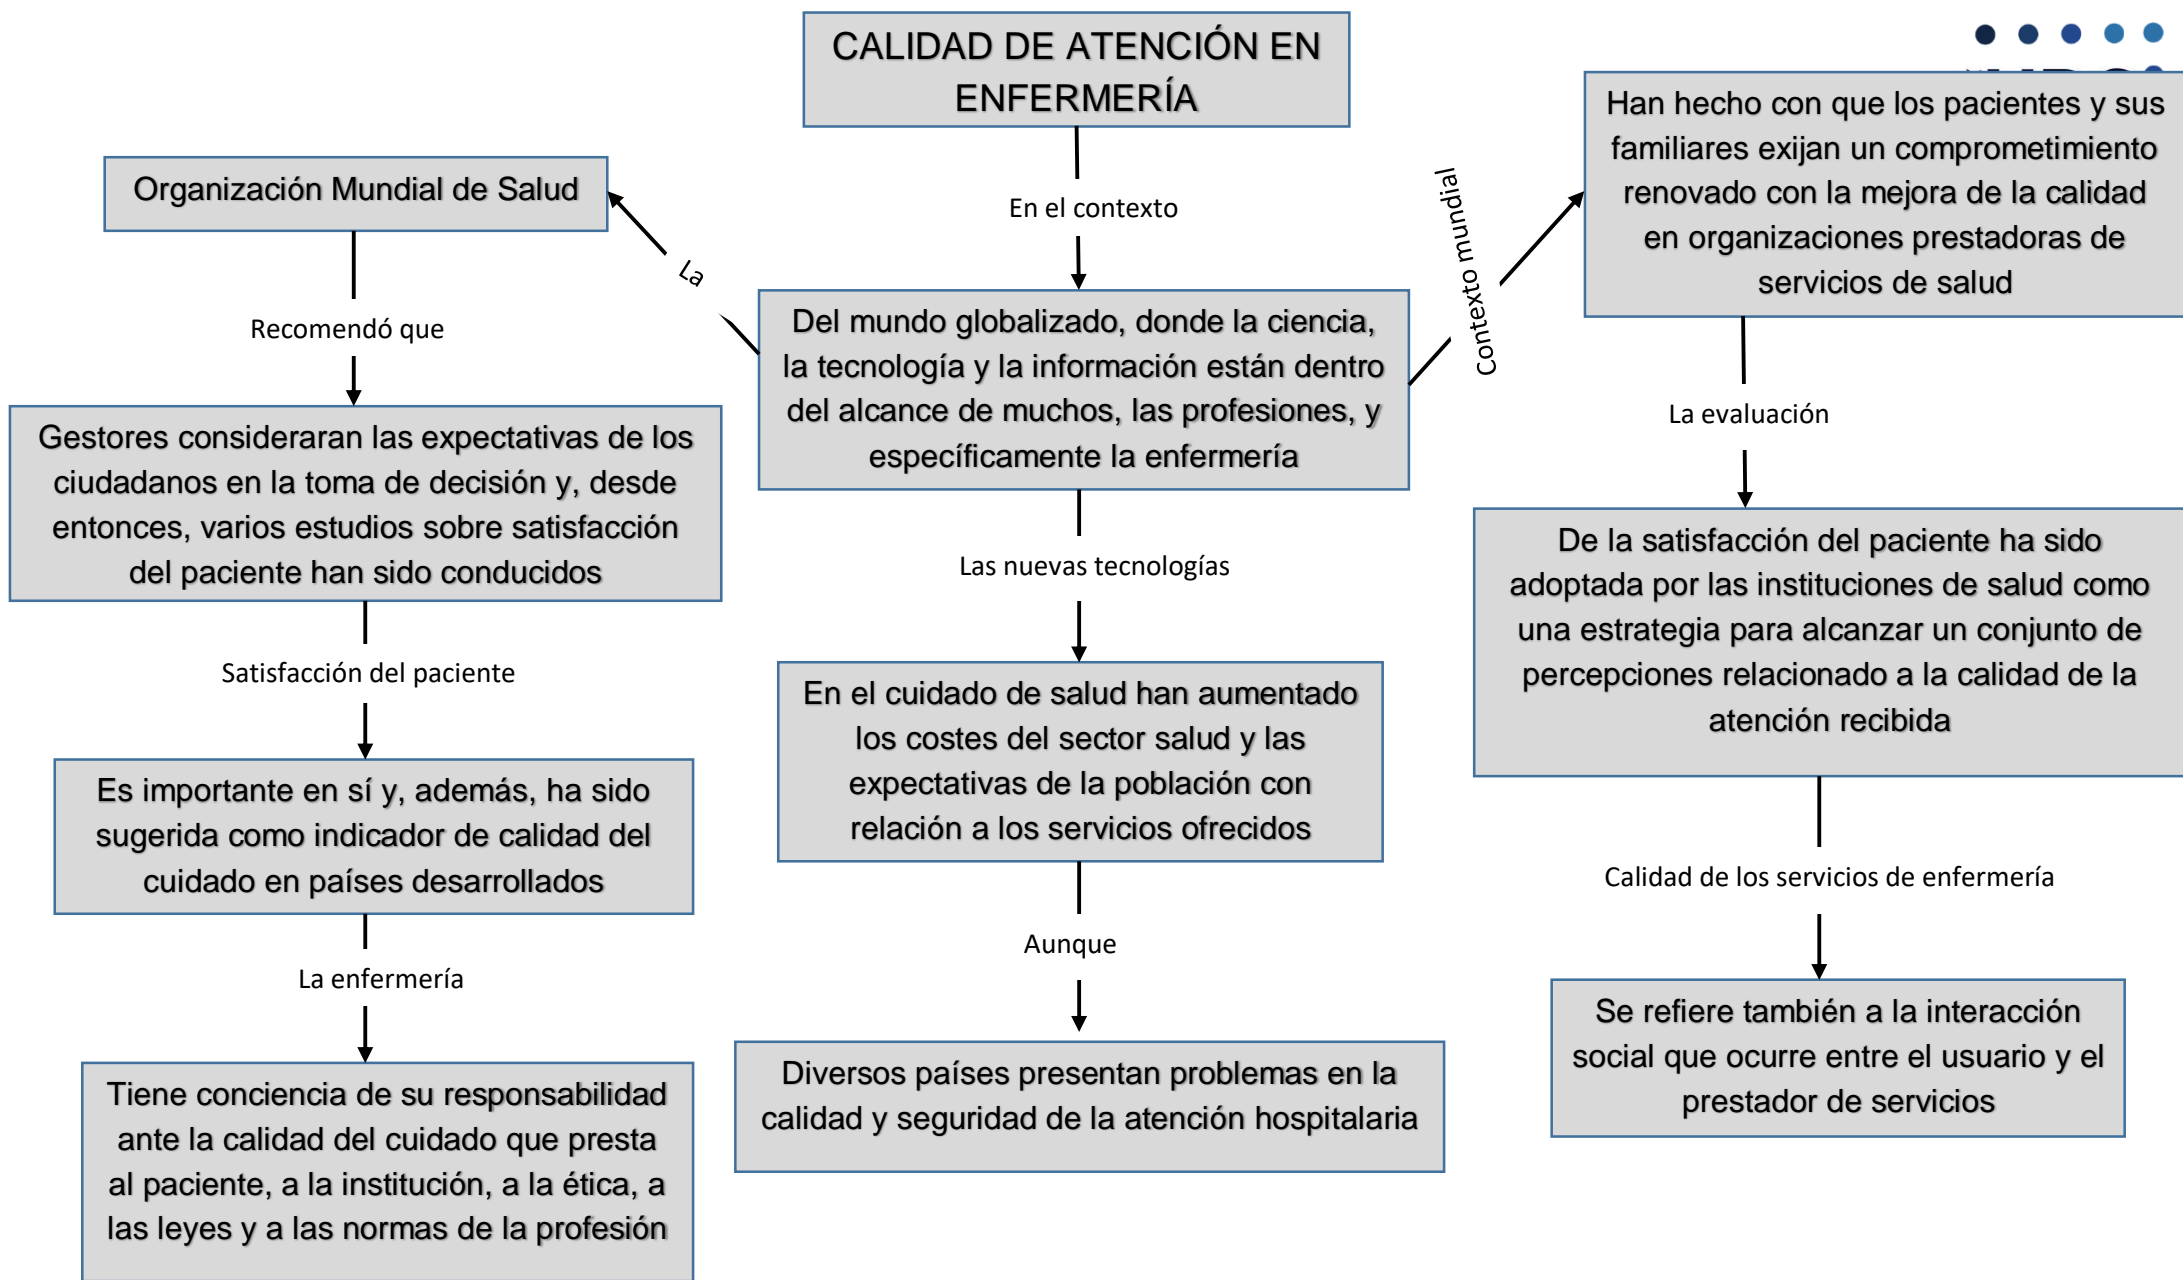 CALIDAD DE ATENCIÓN EN
ENFERMERÍA
En el contexto
Del mundo globalizado, donde la ciencia,
la tecnología y la información están dentro
del alcance de muchos, las profesiones, y
específicamente la enfermería
La
Organización Mundial de Salud
Recomendó que
Gestores consideraran las expectativas de los
ciudadanos en la toma de decisión y, desde
entonces, varios estudios sobre satisfacción
del paciente han sido conducidos
Satisfacción del paciente
Es importante en sí y, además, ha sido
sugerida como indicador de calidad del
cuidado en países desarrollados
La enfermería
Tiene conciencia de su responsabilidad
ante la calidad del cuidado que presta
al paciente, a la institución, a la ética, a
las leyes y a las normas de la profesión
Las nuevas tecnologías
En el cuidado de salud han aumentado
los costes del sector salud y las
expectativas de la población con
relación a los servicios ofrecidos
Aunque
Diversos países presentan problemas en la
calidad y seguridad de la atención hospitalaria
Contexto mundial
Han hecho con que los pacientes y sus
familiares exijan un comprometimiento
renovado con la mejora de la calidad
en organizaciones prestadoras de
servicios de salud
La evaluación
De la satisfacción del paciente ha sido
adoptada por las instituciones de salud como
una estrategia para alcanzar un conjunto de
percepciones relacionado a la calidad de la
atención recibida
Calidad de los servicios de enfermería
Se refiere también a la interacción
social que ocurre entre el usuario y el
prestador de servicios